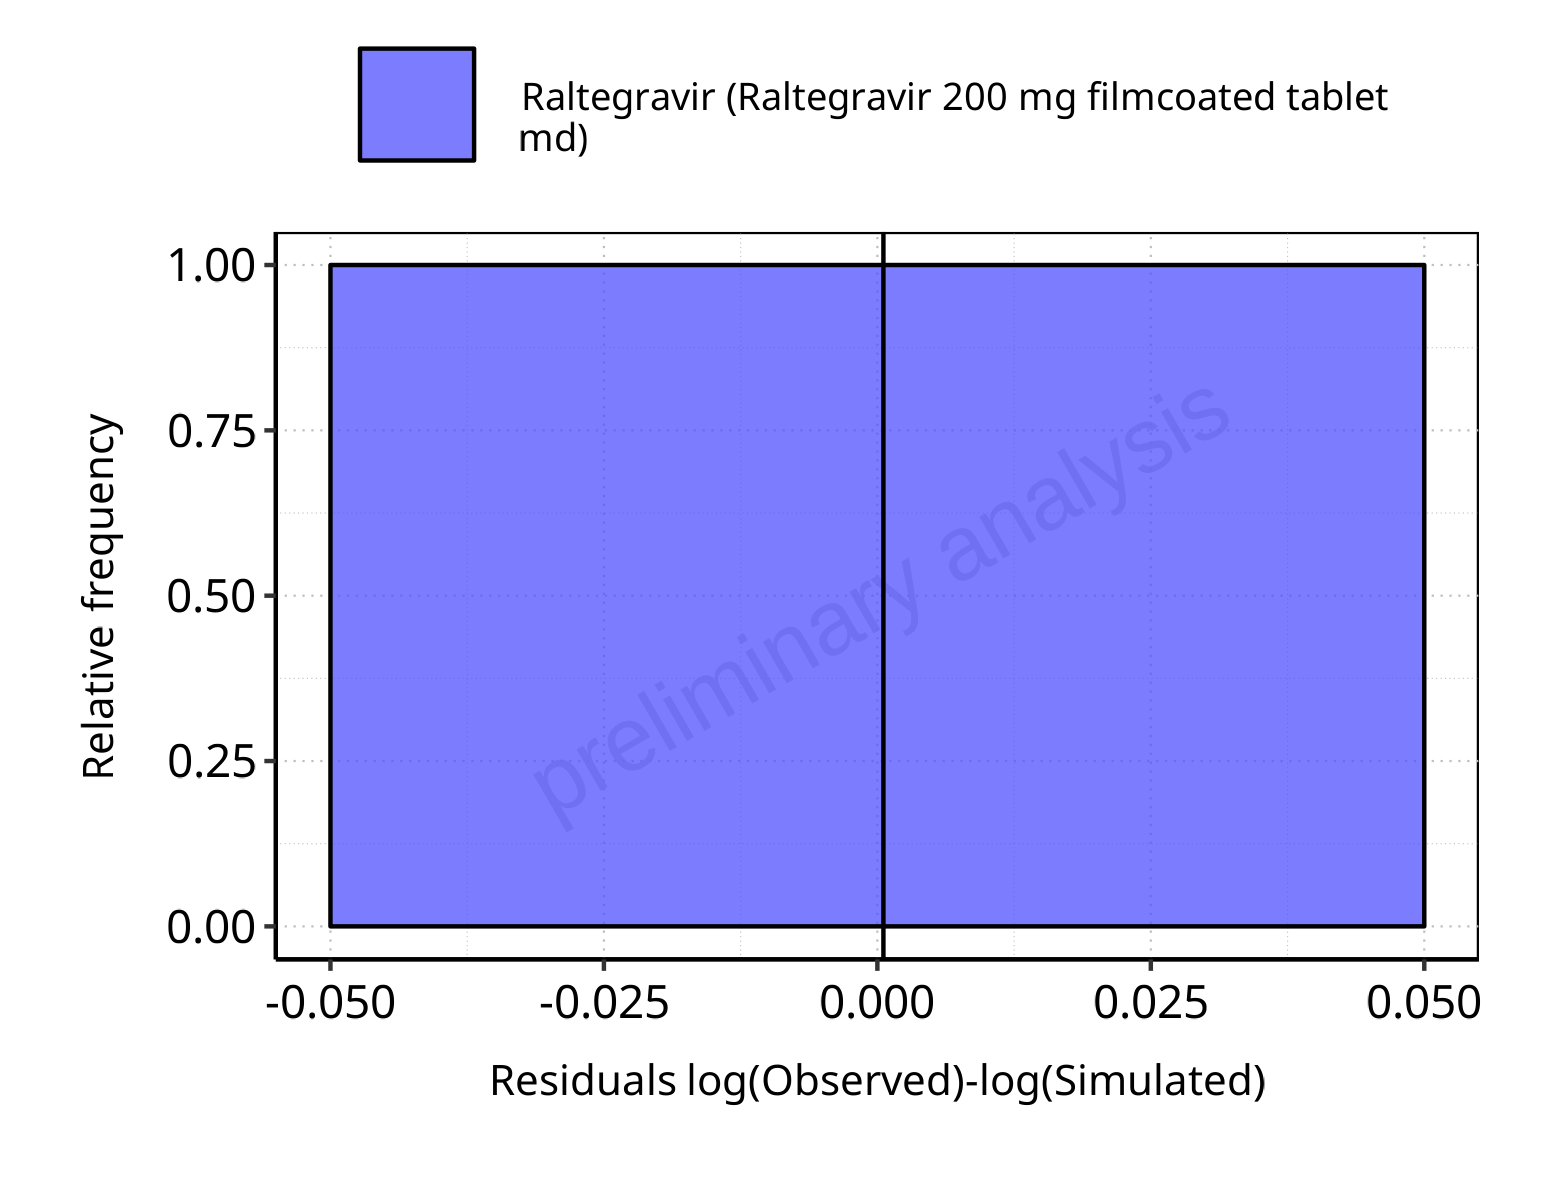 Raltegravir (Raltegravir 200 mg filmcoated tablet
md)
1.00
0.75
0.50
0.25
0.00
Relative frequency
preliminary analysis
-0.050
-0.025
0.000
0.025
0.050
Residuals log(Observed)-log(Simulated)